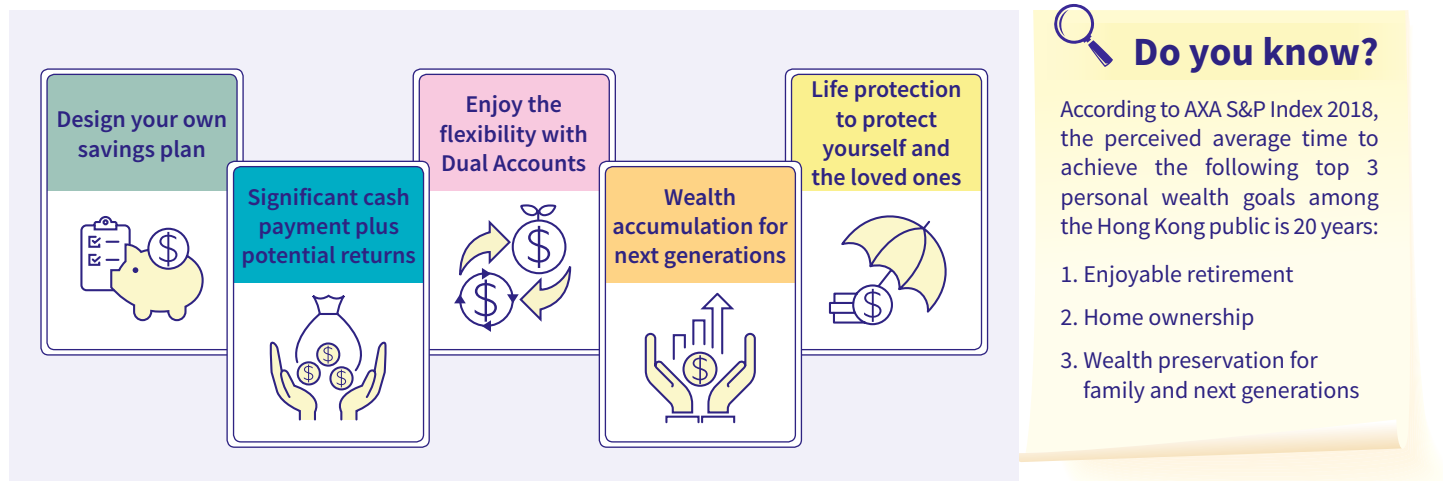 Design your own
savings plan
Significant cash
payment plus
potential returns
Enjoy the
flexibility with
Dual Accounts
Wealth
accumulation for
next generations
Life protection
to protect
yourself and
the loved ones
$
$
$
$
$
$
$
$
Do you know?
According to AXA S&P Index 2018,
the perceived average time to
achieve the following top 3
personal wealth goals among
the Hong Kong public is 20 years:
1. Enjoyable retirement
2. Home ownership
3. Wealth preservation for
family and next generations